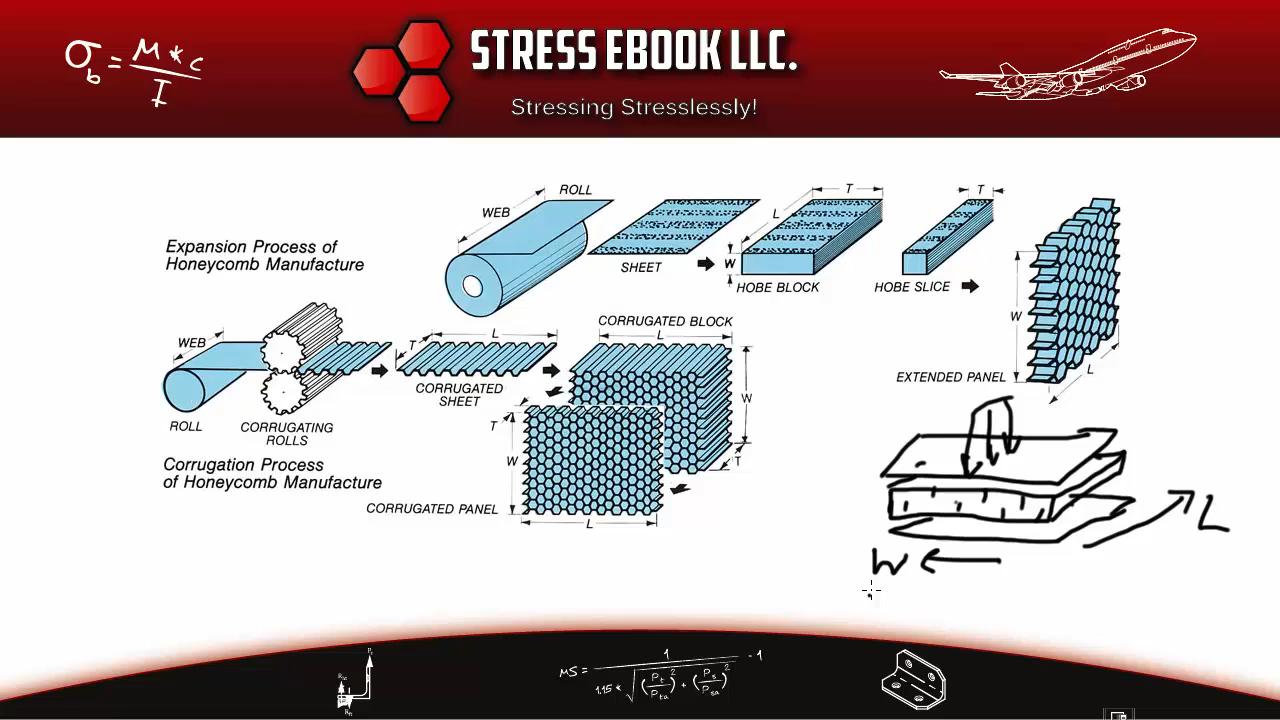 σb = M * c / I
STRESS EBOOK LLC.
Stressing Stresslessly!
Expansion Process of
Honeycomb Manufacture
WEB
ROLL
SHEET
L
T
W
HOBE BLOCK
T
HOBE SLICE
W
L
EXTENDED PANEL
WEB
ROLL
CORRUGATING
ROLLS
T
L
CORRUGATED
SHEET
CORRUGATED BLOCK
L
W
T
T
W
L
CORRUGATED PANEL
Corrugation Process
of Honeycomb Manufacture
L
W
MS = 1 / 1.15 * √ (Pt / Pta)² + (Ps / Psa)² - 1